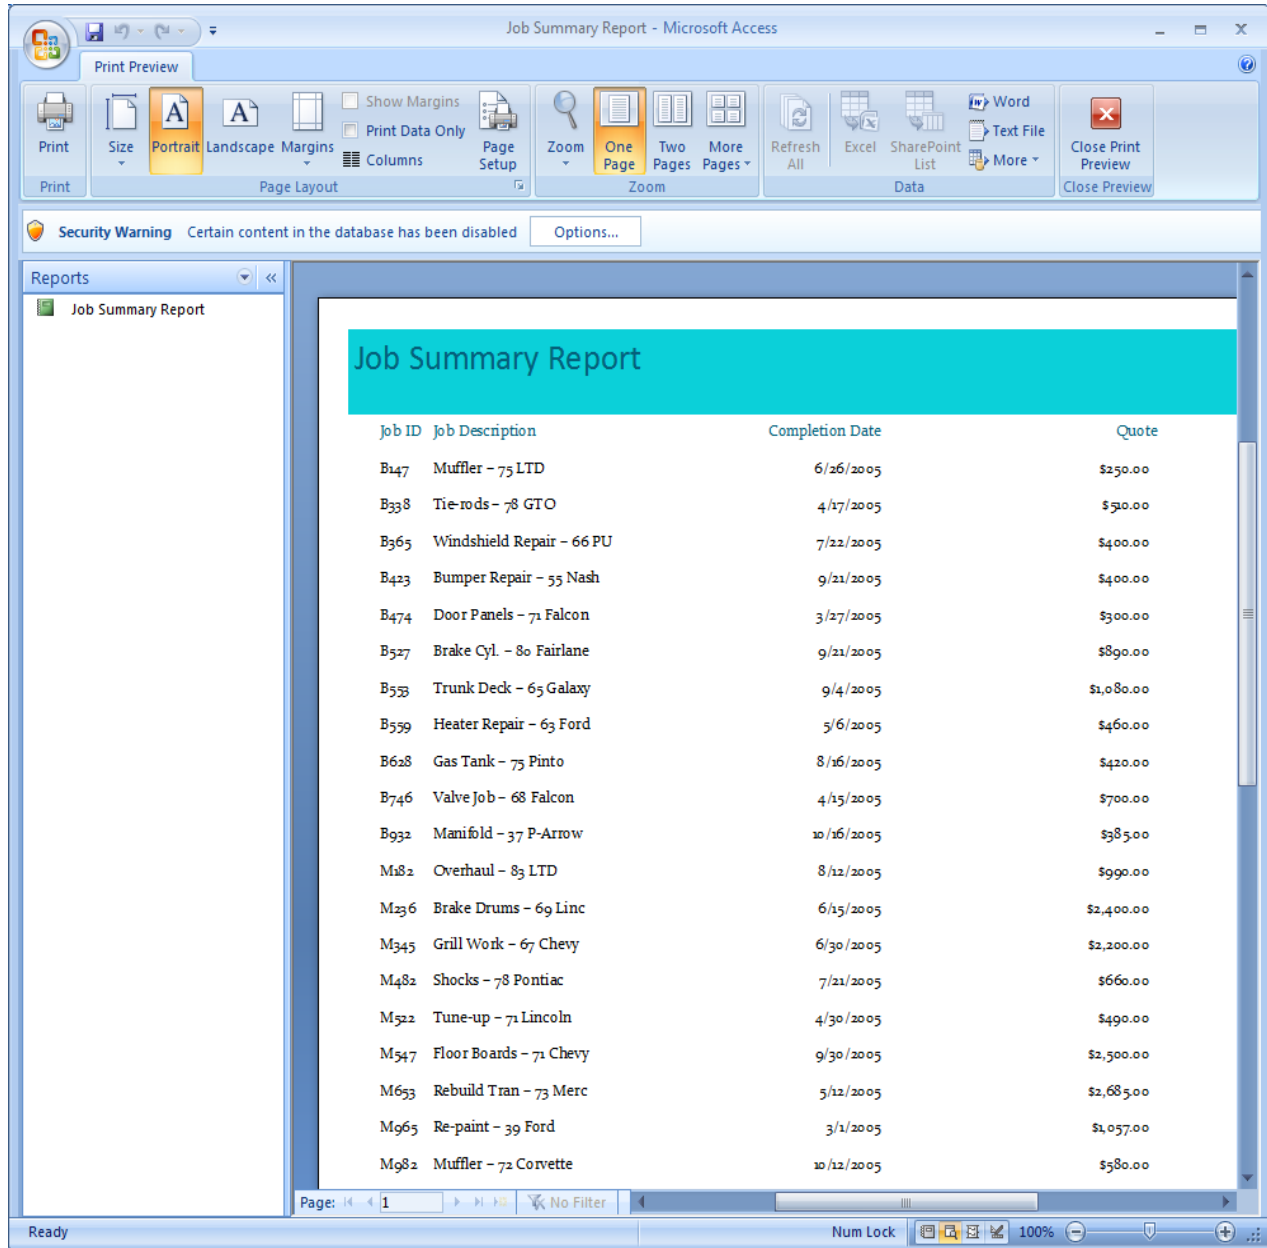 Job Summary Report - Microsoft Access
Print Preview
Print
Size
Portrait
Landscape
Margins
Show Margins
Print Data Only
Columns
Page Setup
Zoom
One Page
Two Pages
More Pages
Refresh All
Excel
SharePoint List
Word
Text File
More
Close Print Preview
Print
Page Layout
Zoom
Data
Close Preview
Security Warning Certain content in the database has been disabled Options...
Reports
Job Summary Report
Job Summary Report
Job ID Job Description Completion Date Quote
B147 Muffler – 75 LTD 6/26/2005 $250.00
B338 Tie-rods – 78 GTO 4/17/2005 $510.00
B365 Windshield Repair – 66 PU 7/22/2005 $400.00
B423 Bumper Repair – 55 Nash 9/21/2005 $400.00
B474 Door Panels – 71 Falcon 3/27/2005 $300.00
B527 Brake Cyl. – 80 Fairlane 9/21/2005 $890.00
B553 Trunk Deck – 65 Galaxy 9/4/2005 $1,080.00
B559 Heater Repair – 63 Ford 5/6/2005 $460.00
B628 Gas Tank – 75 Pinto 8/16/2005 $420.00
B746 Valve Job – 68 Falcon 4/15/2005 $700.00
B932 Manifold – 37 P-Arrow 10/16/2005 $385.00
M182 Overhaul – 83 LTD 8/12/2005 $990.00
M236 Brake Drums – 69 Linc 6/15/2005 $2,400.00
M345 Grill Work – 67 Chevy 6/30/2005 $2,200.00
M482 Shocks – 78 Pontiac 7/21/2005 $660.00
M522 Tune-up – 71 Lincoln 4/30/2005 $490.00
M547 Floor Boards – 71 Chevy 9/30/2005 $2,500.00
M653 Rebuild Tran – 73 Merc 5/12/2005 $2,685.00
M965 Re-paint – 39 Ford 3/1/2005 $1,057.00
M982 Muffler – 72 Corvette 10/12/2005 $580.00
Page: 1 No Filter
Ready Num Lock 100%